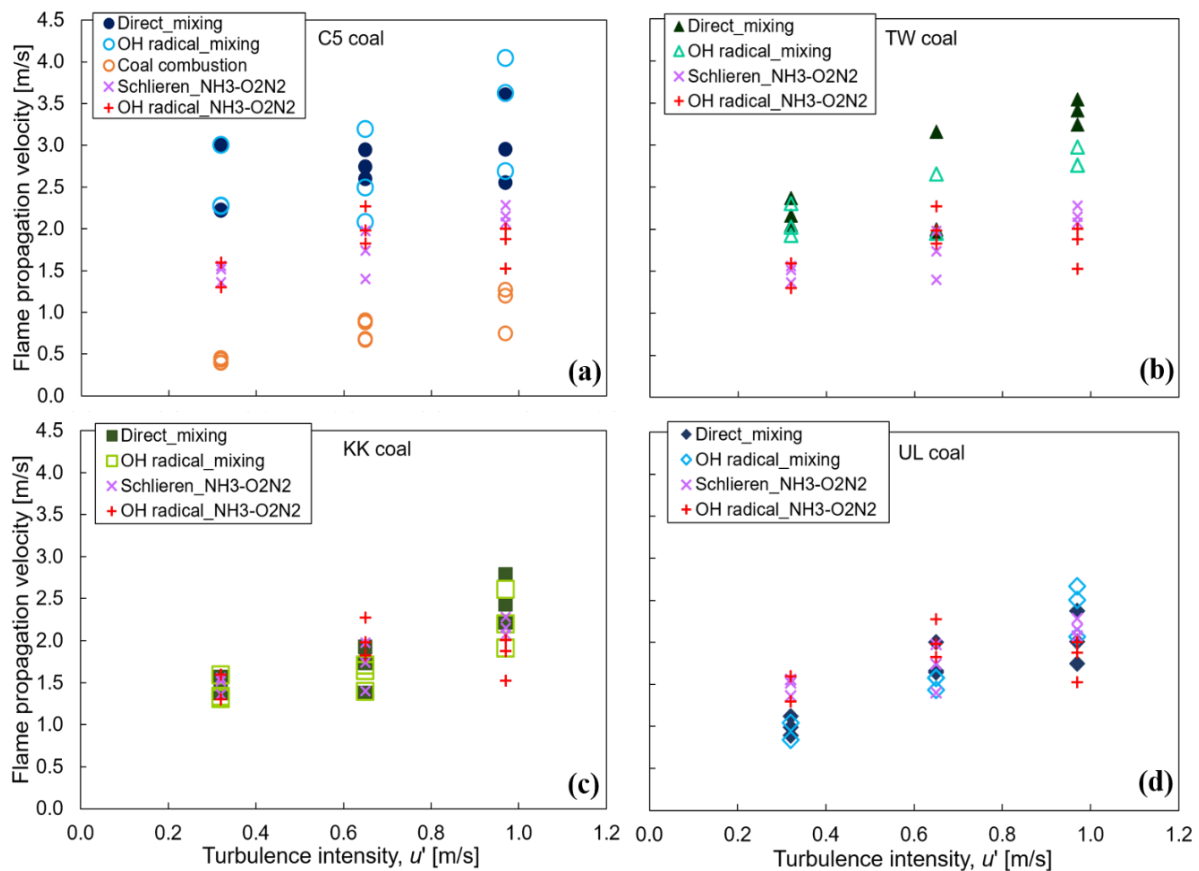 4.5
4.0
3.5
3.0
2.5
2.0
1.5
1.0
0.5
0.0
Flame propagation velocity [m/s]
Direct_mixing
OH radical_mixing
Coal combustion
Schlieren_NH3-O2N2
OH radical_NH3-O2N2
C5 coal
(a)
Direct_mixing
OH radical_mixing
Schlieren_NH3-O2N2
OH radical_NH3-O2N2
TW coal
(b)
4.5
4.0
3.5
3.0
2.5
2.0
1.5
1.0
0.5
0.0
Flame propagation velocity [m/s]
Direct_mixing
OH radical_mixing
Schlieren_NH3-O2N2
OH radical_NH3-O2N2
KK coal
(c)
0.0 0.2 0.4 0.6 0.8 1.0 1.2
Turbulence intensity, u' [m/s]
Direct_mixing
OH radical_mixing
Schlieren_NH3-O2N2
OH radical_NH3-O2N2
UL coal
(d)
0.0 0.2 0.4 0.6 0.8 1.0 1.2
Turbulence intensity, u' [m/s]